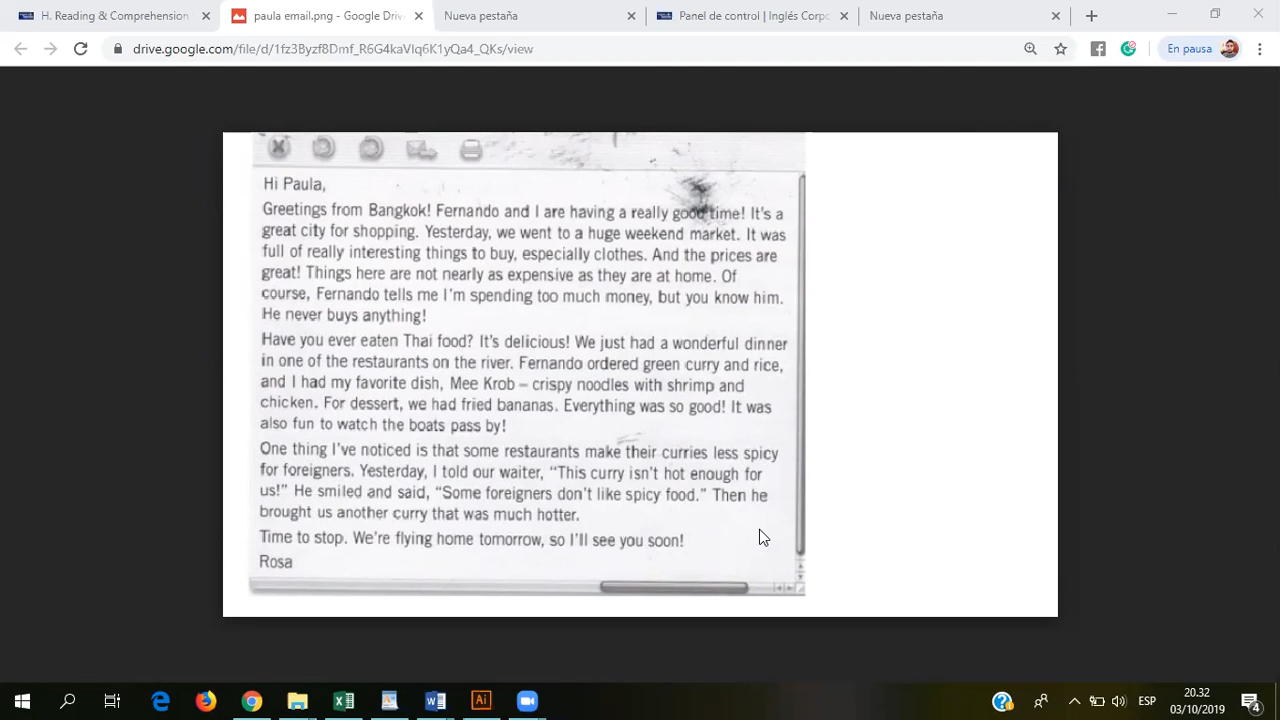 H. Reading & Comprehension
paula email.png - Google Driv
Nueva pestaña
Panel de control | Inglés Corpo
Nueva pestaña
drive.google.com/file/d/1fz3ByzfBDmf_R6G4kaVIq6K1yQa4_QKs/view
En pausa
Hi Paula,
Greetings from Bangkok! Fernando and I are having a really good time! It's a
great city for shopping. Yesterday, we went to a huge weekend market. It was
full of really interesting things to buy, especially clothes. And the prices are
great! Things here are not nearly as expensive as they are at home. Of
course, Fernando tells me I'm spending too much money, but you know him.
He never buys anything!
Have you ever eaten Thai food? It's delicious! We just had a wonderful dinner
in one of the restaurants on the river. Fernando ordered green curry and rice,
and I had my favorite dish, Mee Krob – crispy noodles with shrimp and
chicken. For dessert, we had fried bananas. Everything was so good! It was
also fun to watch the boats pass by!
One thing I've noticed is that some restaurants make their curries less spicy
for foreigners. Yesterday, I told our waiter, “This curry isn't hot enough for
us!” He smiled and said, “Some foreigners don't like spicy food.” Then he
brought us another curry that was much hotter.
Time to stop. We're flying home tomorrow, so I'll see you soon!
Rosa
ESP
20.32
03/10/2019
4